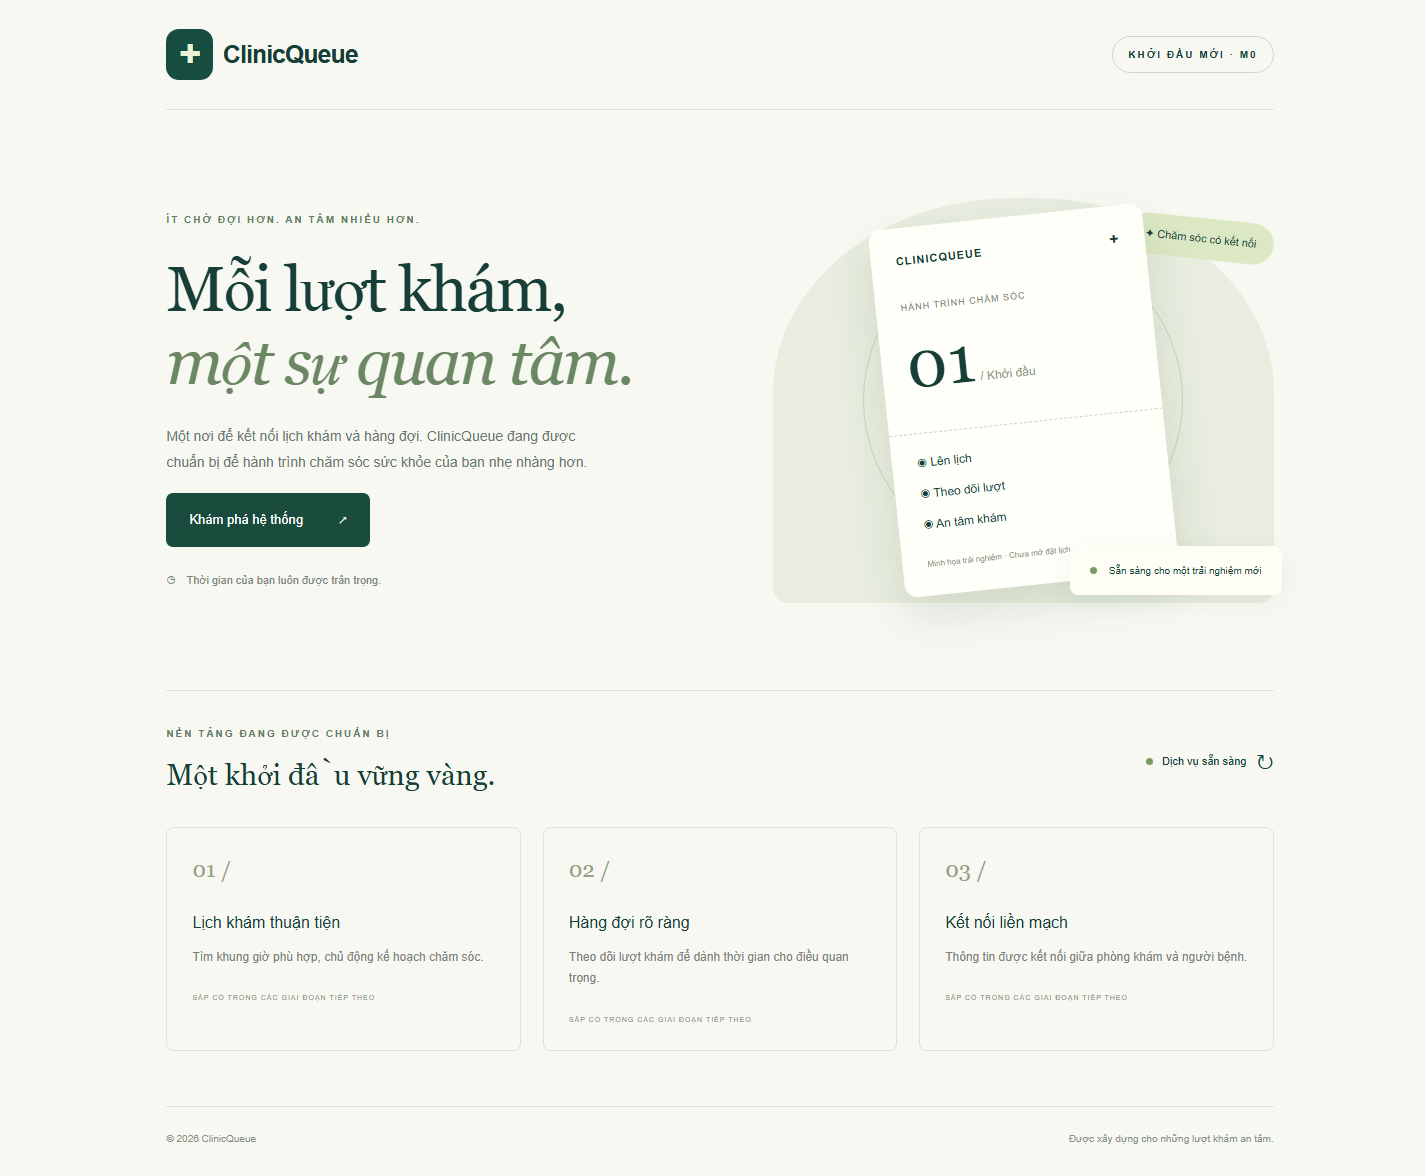 ClinicQueue
KHỞI ĐẦU MỚI · M0
ÍT CHỜ ĐỢI HƠN. AN TÂM NHIỀU HƠN.
Mỗi lượt khám,
một sự quan tâm.
Một nơi để kết nối lịch khám và hàng đợi. ClinicQueue đang được
chuẩn bị để hành trình chăm sóc sức khỏe của bạn nhẹ nhàng hơn.
Khám phá hệ thống ↗
Thời gian của bạn luôn được trân trọng.
✦ Chăm sóc có kết nối
CLINICQUEUE
HÀNH TRÌNH CHĂM SÓC
01 / Khởi đầu
◉ Lên lịch
◉ Theo dõi lượt
◉ An tâm khám
Minh họa trải nghiệm · Chưa mở đặt lịch
Sẵn sàng cho một trải nghiệm mới
NỀN TẢNG ĐANG ĐƯỢC CHUẨN BỊ
Một khởi đầu vững vàng.
Dịch vụ sẵn sàng ↻
01 /
Lịch khám thuận tiện
Tìm khung giờ phù hợp, chủ động kế hoạch chăm sóc.
SẮP CÓ TRONG CÁC GIAI ĐOẠN TIẾP THEO
02 /
Hàng đợi rõ ràng
Theo dõi lượt khám để dành thời gian cho điều quan
trọng.
SẮP CÓ TRONG CÁC GIAI ĐOẠN TIẾP THEO
03 /
Kết nối liền mạch
Thông tin được kết nối giữa phòng khám và người bệnh.
SẮP CÓ TRONG CÁC GIAI ĐOẠN TIẾP THEO
© 2026 ClinicQueue
Được xây dựng cho những lượt khám an tâm.